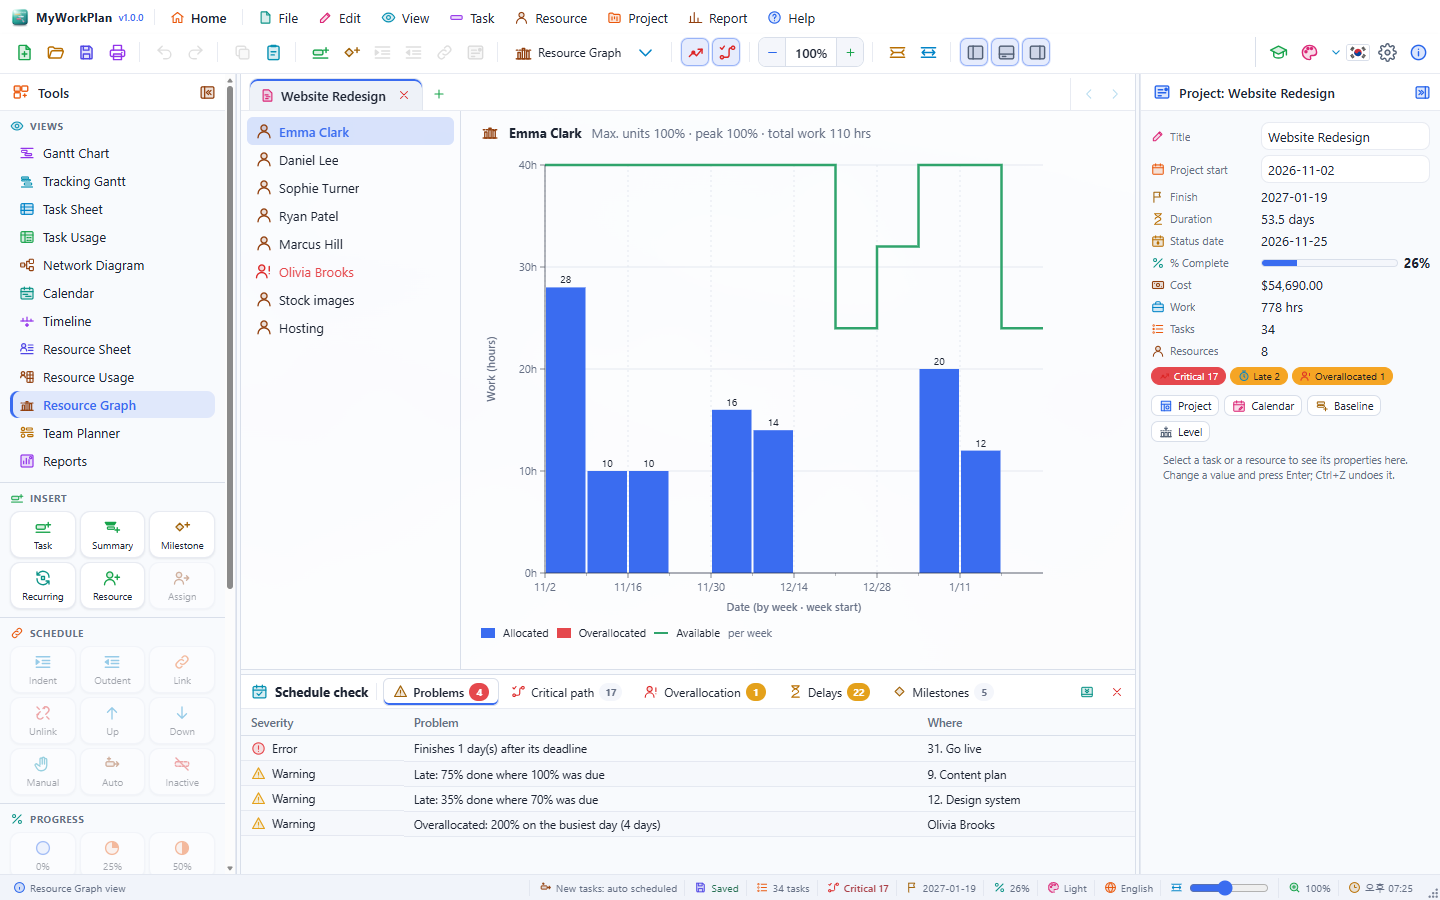 MyWorkPlan v1.0.0 Home File Edit View Task Resource Project Report Help
Resource Graph 100%
Tools
VIEWS
Gantt Chart
Tracking Gantt
Task Sheet
Task Usage
Network Diagram
Calendar
Timeline
Resource Sheet
Resource Usage
Resource Graph
Team Planner
Reports
INSERT
Task Summary Milestone
Recurring Resource Assign
SCHEDULE
Indent Outdent Link
Unlink Up Down
Manual Auto Inactive
PROGRESS
0% 25% 50%
Website Redesign
Emma Clark
Daniel Lee
Sophie Turner
Ryan Patel
Marcus Hill
Olivia Brooks
Stock images
Hosting
Emma Clark Max. units 100% · peak 100% · total work 110 hrs
40h
30h
20h
10h
0h
Work (hours)
28
10
10
16
14
20
12
11/2 11/16 11/30 12/14 12/28 1/11
Date (by week · week start)
Allocated Overallocated Available per week
Schedule check Problems 4 Critical path 17 Overallocation 1 Delays 22 Milestones 5
Severity Problem Where
Error Finishes 1 day(s) after its deadline 31. Go live
Warning Late: 75% done where 100% was due 9. Content plan
Warning Late: 35% done where 70% was due 12. Design system
Warning Overallocated: 200% on the busiest day (4 days) Olivia Brooks
Project: Website Redesign
Title Website Redesign
Project start 2026-11-02
Finish 2027-01-19
Duration 53.5 days
Status date 2026-11-25
% Complete 26%
Cost $54,690.00
Work 778 hrs
Tasks 34
Resources 8
Critical 17 Late 2 Overallocated 1
Project Calendar Baseline
Level
Select a task or a resource to see its properties here.
Change a value and press Enter; Ctrl+Z undoes it.
Resource Graph view New tasks: auto scheduled Saved 34 tasks Critical 17 2027-01-19 26% Light English 100% 오후 07:25